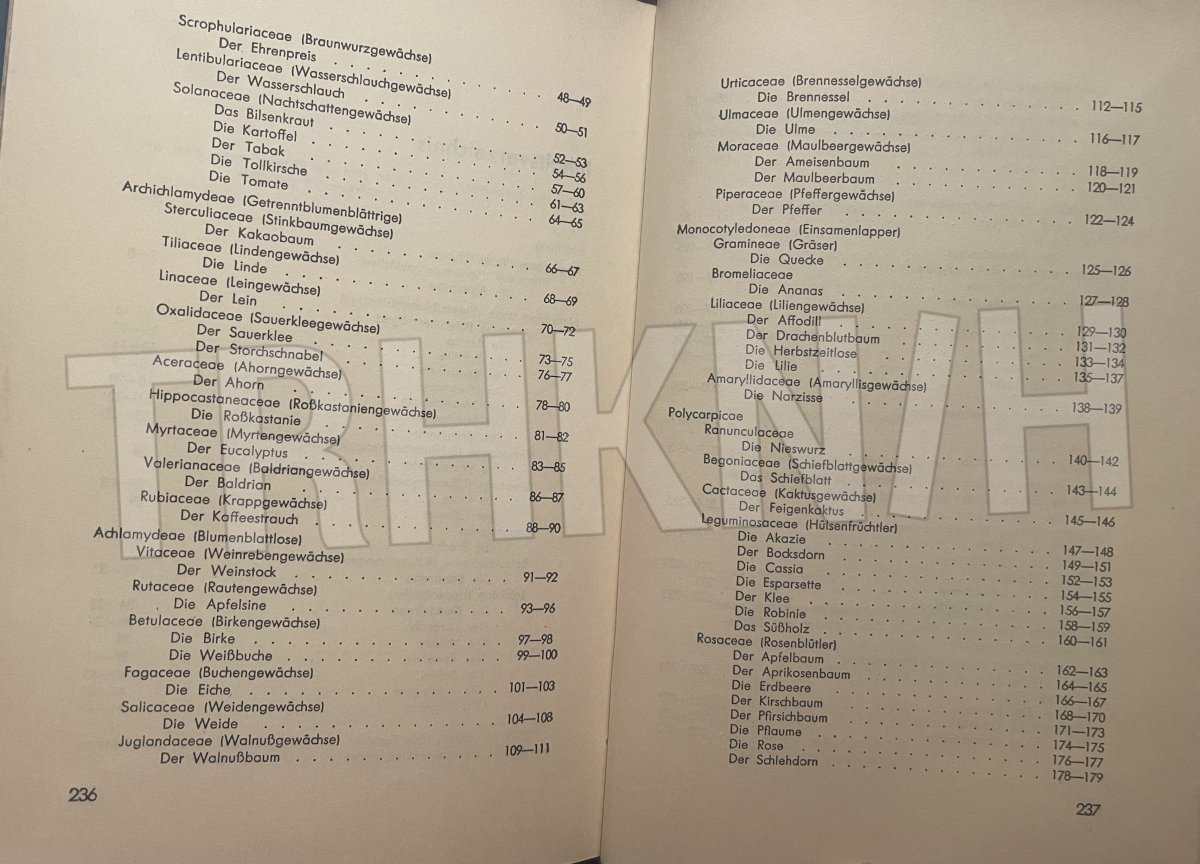 Scrophulariaceae (Braunwurzgewächse)
Der Ehrenpreis . . . . . . . . . . . . 48—49
Lentibulariaceae (Wasserschlauchgewächse)
Der Wasserschlauch . . . . . . . . . . 50—51
Solanaceae (Nachtschattengewächse)
Das Bilsenkraut . . . . . . . . . . . . 52—53
Die Kartoffel . . . . . . . . . . . . 54—56
Der Tabak . . . . . . . . . . . . 57—60
Die Tollkirsche . . . . . . . . . . . . 61—63
Die Tomate . . . . . . . . . . . . 64—65
Archichlamydeae (Getrenntblumenblättrige)
Sterculiaceae (Stinkbaumgewächse)
Der Kakaobaum . . . . . . . . . . . . 66—67
Tiliaceae (Lindengewächse)
Die Linde . . . . . . . . . . . . 68—69
Linaceae (Leingewächse)
Der Lein . . . . . . . . . . . . 70—72
Oxalidaceae (Sauerkleegewächse)
Der Sauerklee . . . . . . . . . . . . 73—75
Der Storchschnabel . . . . . . . . . . 76—77
Aceraceae (Ahorngewächse)
Der Ahorn . . . . . . . . . . . . 78—80
Hippocastaneaceae (Roßkastaniengewächse)
Die Roßkastanie . . . . . . . . . . . . 81—82
Myrtaceae (Myrtengewächse)
Der Eucalyptus . . . . . . . . . . . . 83—85
Valerianaceae (Baldriangewächse)
Der Baldrian . . . . . . . . . . . . 86—87
Rubiaceae (Krappgewächse)
Der Kaffeestrauch . . . . . . . . . . 88—90
Achlamydeae (Blumenblattlose)
Vitaceae (Weinrebengewächse)
Der Weinstock . . . . . . . . . . . . 91—92
Rutaceae (Rautengewächse)
Die Apfelsine . . . . . . . . . . . . 93—96
Betulaceae (Birkengewächse)
Die Birke . . . . . . . . . . . . 97—98
Die Weißbuche . . . . . . . . . . . . 99—100
Fagaceae (Buchengewächse)
Die Eiche . . . . . . . . . . . . 101—103
Salicaceae (Weidengewächse)
Die Weide . . . . . . . . . . . . 104—108
Juglandaceae (Walnußgewächse)
Der Walnußbaum . . . . . . . . . . 109—111
236
Urticaceae (Brennesselgewächse)
Die Brennessel . . . . . . . . . . . . 112—115
Ulmaceae (Ulmengewächse)
Die Ulme . . . . . . . . . . . . 116—117
Moraceae (Maulbeergewächse)
Der Ameisenbaum . . . . . . . . . . 118—119
Der Maulbeerbaum . . . . . . . . . . 120—121
Piperaceae (Pfeffergewächse)
Der Pfeffer . . . . . . . . . . . . 122—124
Monocotyledoneae (Einsamenlapper)
Gramineae (Gräser)
Die Quecke . . . . . . . . . . . . 125—126
Bromeliaceae
Die Ananas . . . . . . . . . . . . 127—128
Liliaceae (Liliengewächse)
Der Affodill . . . . . . . . . . . . 129—130
Der Drachenblutbaum . . . . . . . . . . 131—132
Die Herbstzeitlose . . . . . . . . . . 133—134
Die Lilie . . . . . . . . . . . . 135—137
Amaryllidaceae (Amaryllisgewächse)
Die Narzisse . . . . . . . . . . . . 138—139
Polycarpicae
Ranunculaceae
Die Nieswurz . . . . . . . . . . . . 140—142
Begoniaceae (Schiefblattgewächse)
Das Schiefblatt . . . . . . . . . . . . 143—144
Cactaceae (Kaktusgewächse)
Der Feigenkaktus . . . . . . . . . . 145—146
Leguminosaceae (Hülsenfrüchtler)
Die Akazie . . . . . . . . . . . . 147—148
Der Bocksdorn . . . . . . . . . . . . 149—151
Die Cassia . . . . . . . . . . . . 152—153
Die Esparsette . . . . . . . . . . . . 154—155
Der Klee . . . . . . . . . . . . 156—157
Die Robinie . . . . . . . . . . . . 158—159
Das Süßholz . . . . . . . . . . . . 160—161
Rosaceae (Rosenblütler)
Der Apfelbaum . . . . . . . . . . . . 162—163
Der Aprikosenbaum . . . . . . . . . . 164—165
Die Erdbeere . . . . . . . . . . . . 166—167
Der Kirschbaum . . . . . . . . . . . . 168—170
Der Pfirsichbaum . . . . . . . . . . 171—173
Die Pflaume . . . . . . . . . . . . 174—175
Die Rose . . . . . . . . . . . . 176—177
Der Schlehdorn . . . . . . . . . . . . 178—179
237
TRHKN/H